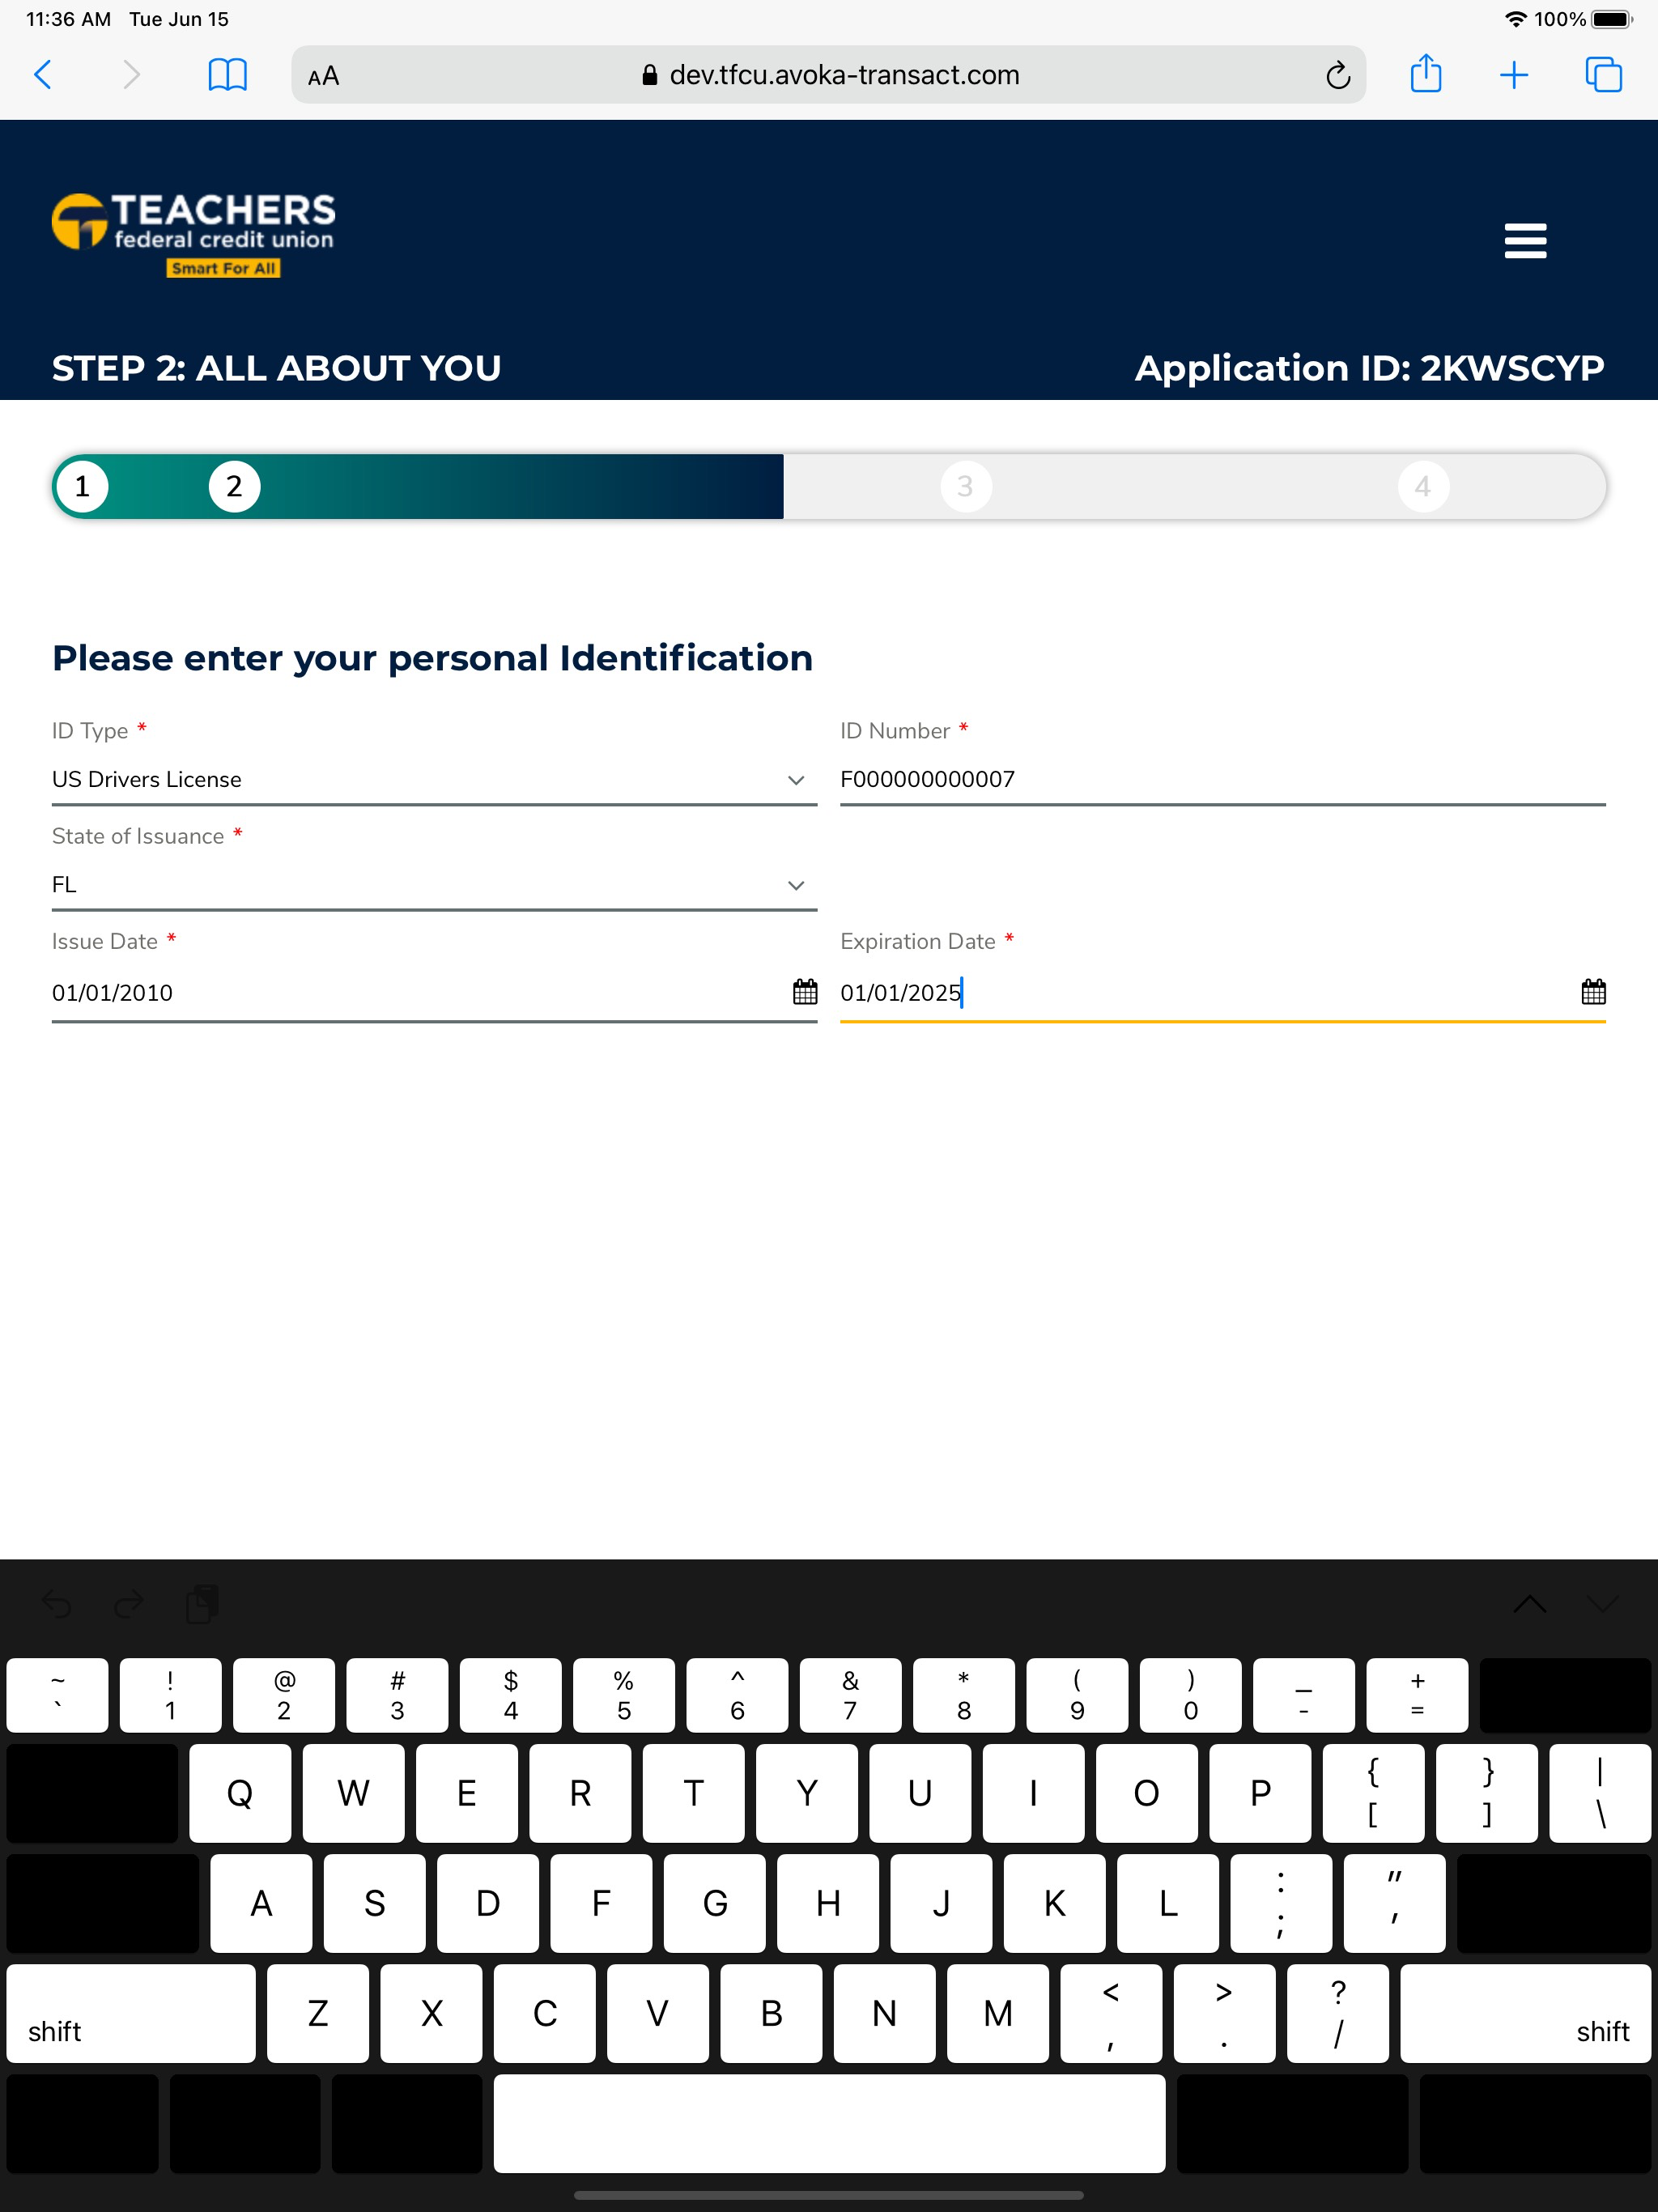 11:36 AM Tue Jun 15 100%
AA dev.tfcu.avoka-transact.com
TEACHERS
federal credit union
Smart For All
STEP 2: ALL ABOUT YOU Application ID: 2KWSCYP
1 2 3 4
Please enter your personal Identification
ID Type * ID Number *
US Drivers License F000000000007
State of Issuance *
FL
Issue Date * Expiration Date *
01/01/2010 01/01/2025
~ ! @ # $ % ^ & * ( ) _ +
` 1 2 3 4 5 6 7 8 9 0 - =
Q W E R T Y U I O P { } |
[ ] \
A S D F G H J K L : "
; '
shift Z X C V B N M < > ? shift
, . /